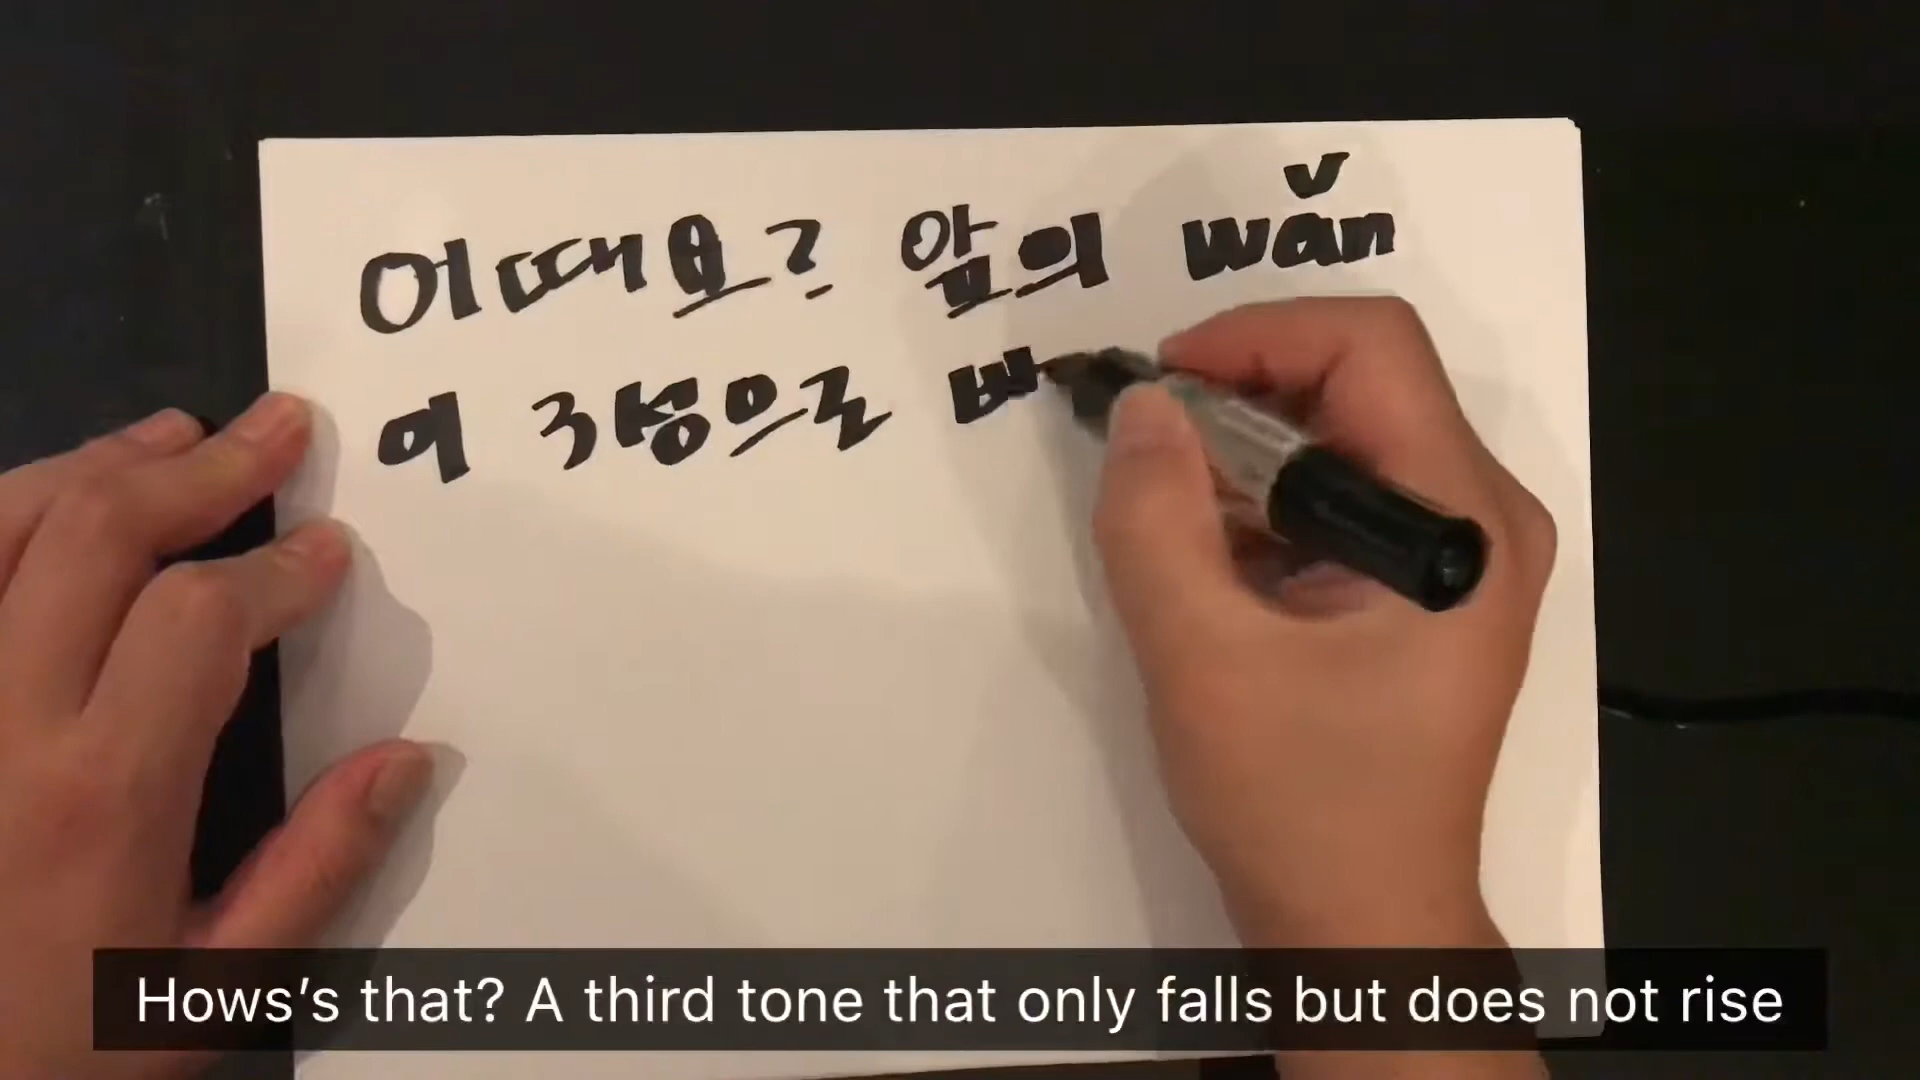 어때요? 앞의 wǎn
이 3성으로 바
Hows's that? A third tone that only falls but does not rise